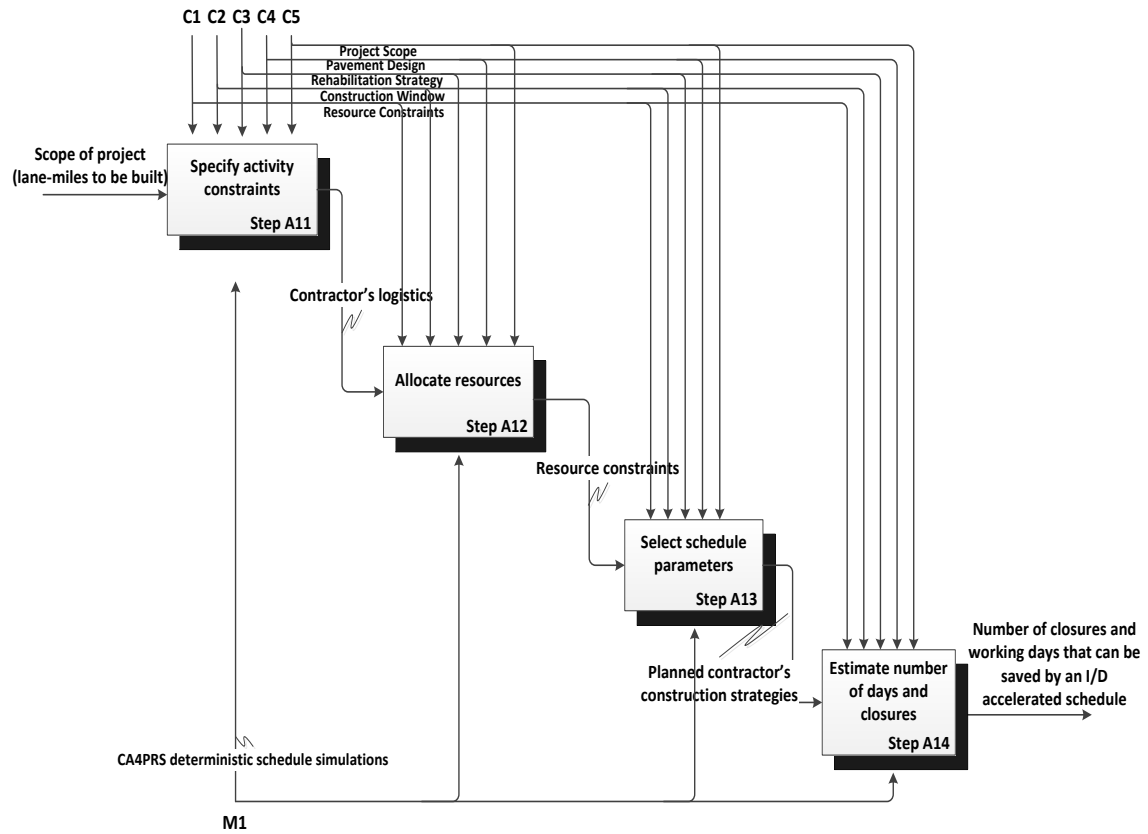 C1 C2 C3 C4 C5
Project Scope
Pavement Design
Rehabilitation Strategy
Construction Window
Resource Constraints
Scope of project
(lane-miles to be built)
Specify activity
constraints
Step A11
Contractor's logistics
Allocate resources
Step A12
Resource constraints
Select schedule
parameters
Step A13
Planned contractor's
construction strategies
Estimate number
of days and
closures
Step A14
Number of closures and
working days that can be
saved by an I/D
accelerated schedule
CA4PRS deterministic schedule simulations
M1